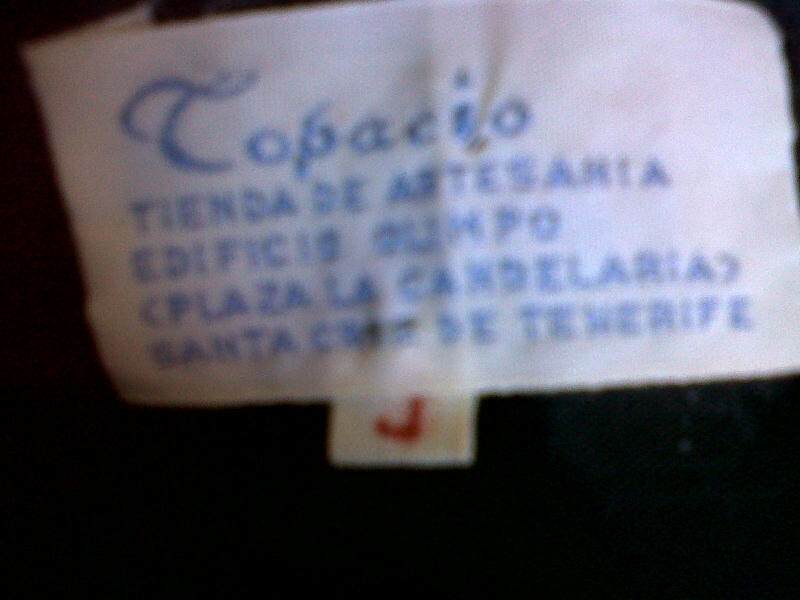 Topacio
TIENDA DE ARTESANIA
EDIFICIO OLIMPO
(PLAZA LA CANDELARIA)
SANTA CRUZ DE TENERIFE
L